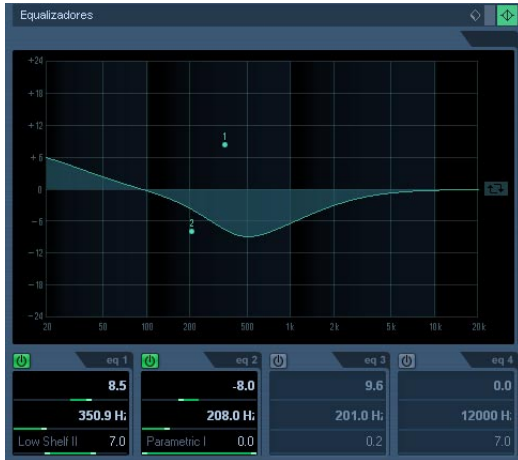 Equalizadores
+24
+18
+12
1
+6
0
2
-6
-12
-18
-24
20 50 100 200 500 1k 2k 5k 10k 20k
eq 1 eq 2 eq 3 eq 4
8.5 -8.0 9.6 0.0
350.9 Hz 208.0 Hz 201.0 Hz 12000 Hz
Low Shelf II 7.0 Parametric I 0.0 0.2 7.0